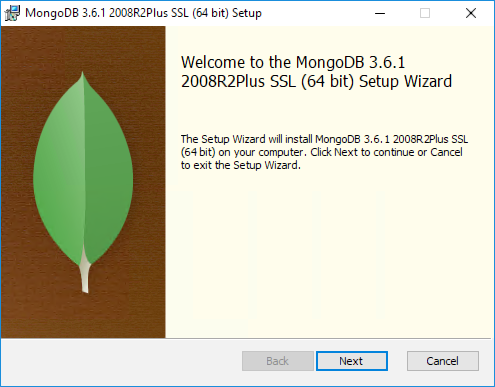 MongoDB 3.6.1 2008R2Plus SSL (64 bit) Setup
Welcome to the MongoDB 3.6.1
2008R2Plus SSL (64 bit) Setup Wizard
The Setup Wizard will install MongoDB 3.6.1 2008R2Plus SSL
(64 bit) on your computer. Click Next to continue or Cancel
to exit the Setup Wizard.
Back Next Cancel